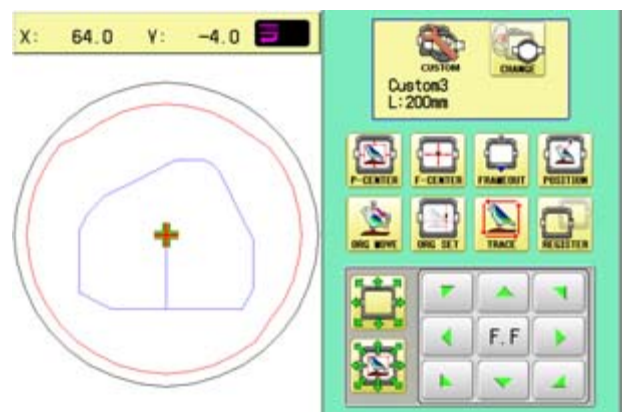 X: 64.0 Y: -4.0
CUSTOM CHANGE
Custom3
L:200mm
P-CENTER F-CENTER FRAMEOUT POSITION
ORG MOVE ORG SET TRACE REGISTER
F.F